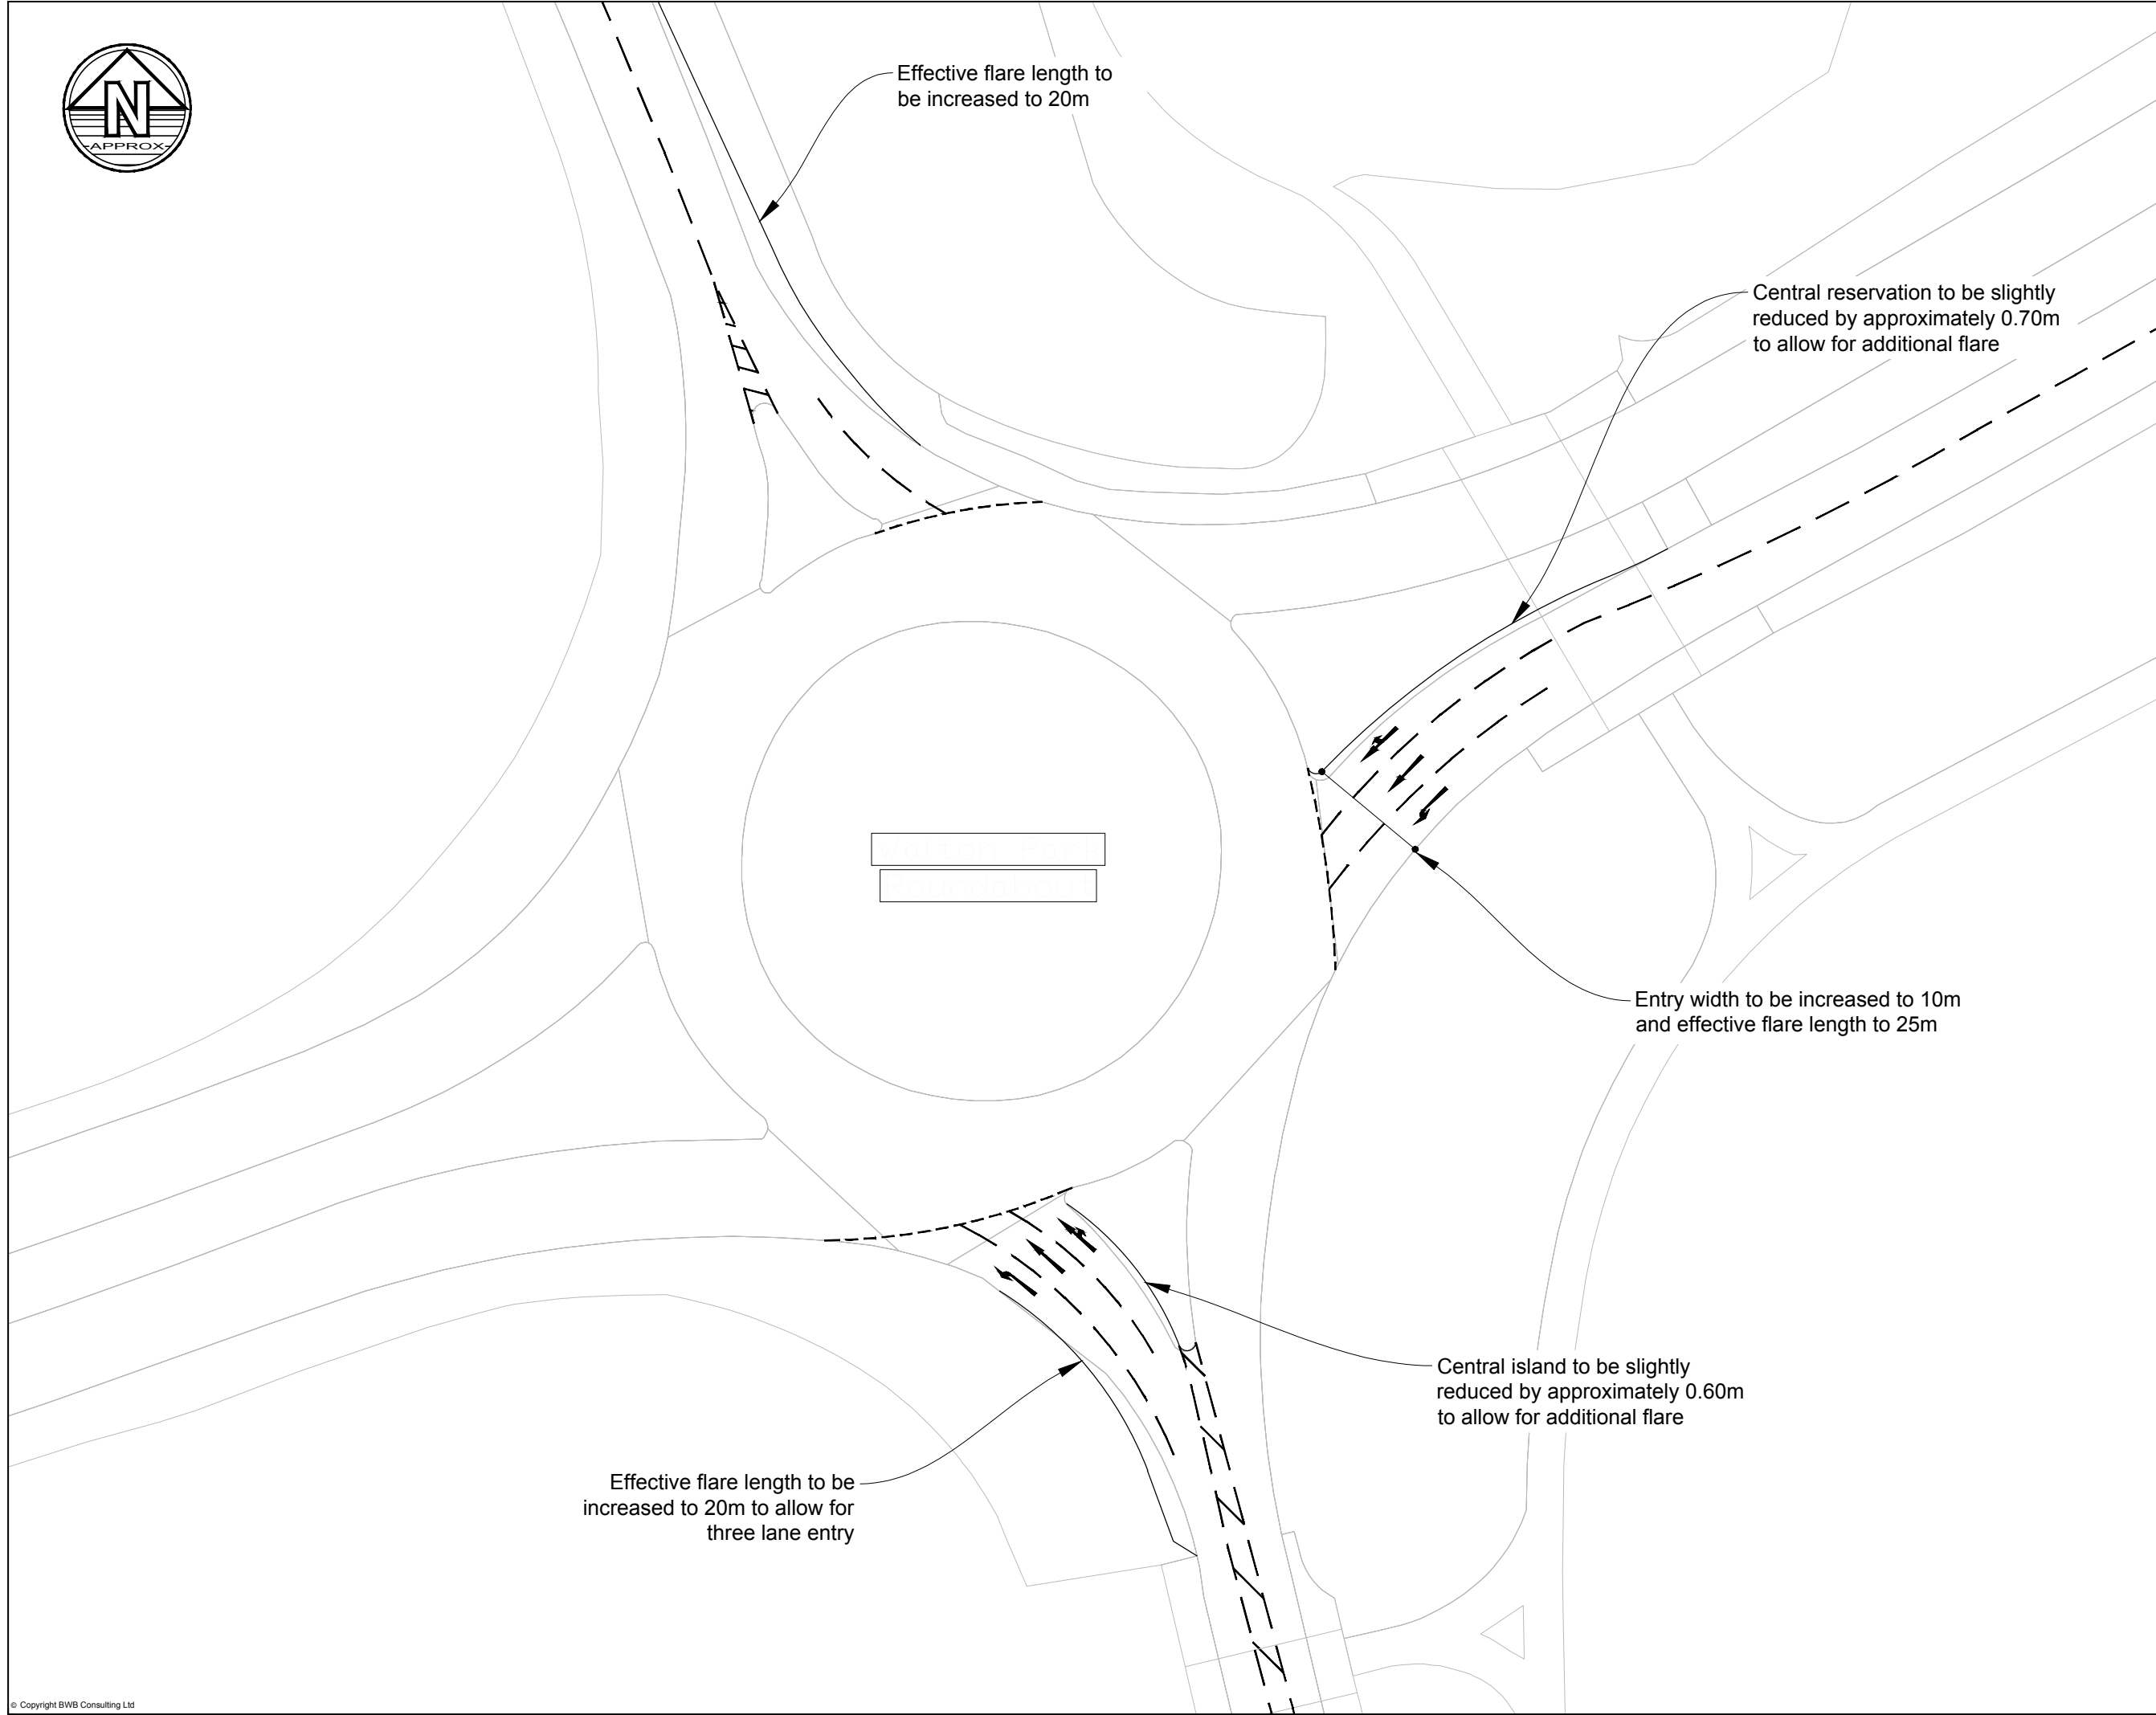 N
APPROX
Effective flare length to
be increased to 20m
Central reservation to be slightly
reduced by approximately 0.70m
to allow for additional flare
Entry width to be increased to 10m
and effective flare length to 25m
Central island to be slightly
reduced by approximately 0.60m
to allow for additional flare
Effective flare length to be
increased to 20m to allow for
three lane entry
© Copyright BWB Consulting Ltd